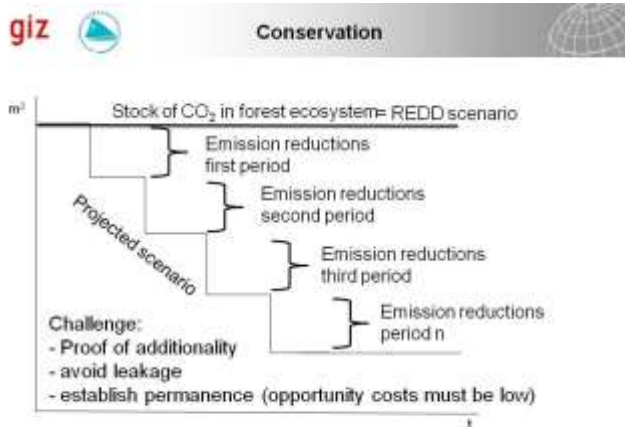 giz
Conservation
m³
Stock of CO₂ in forest ecosystem= REDD scenario
Emission reductions
first period
Emission reductions
second period
Projected scenario
Emission reductions
third period
Emission reductions
period n
Challenge:
- Proof of additionality
- avoid leakage
- establish permanence (opportunity costs must be low)
t